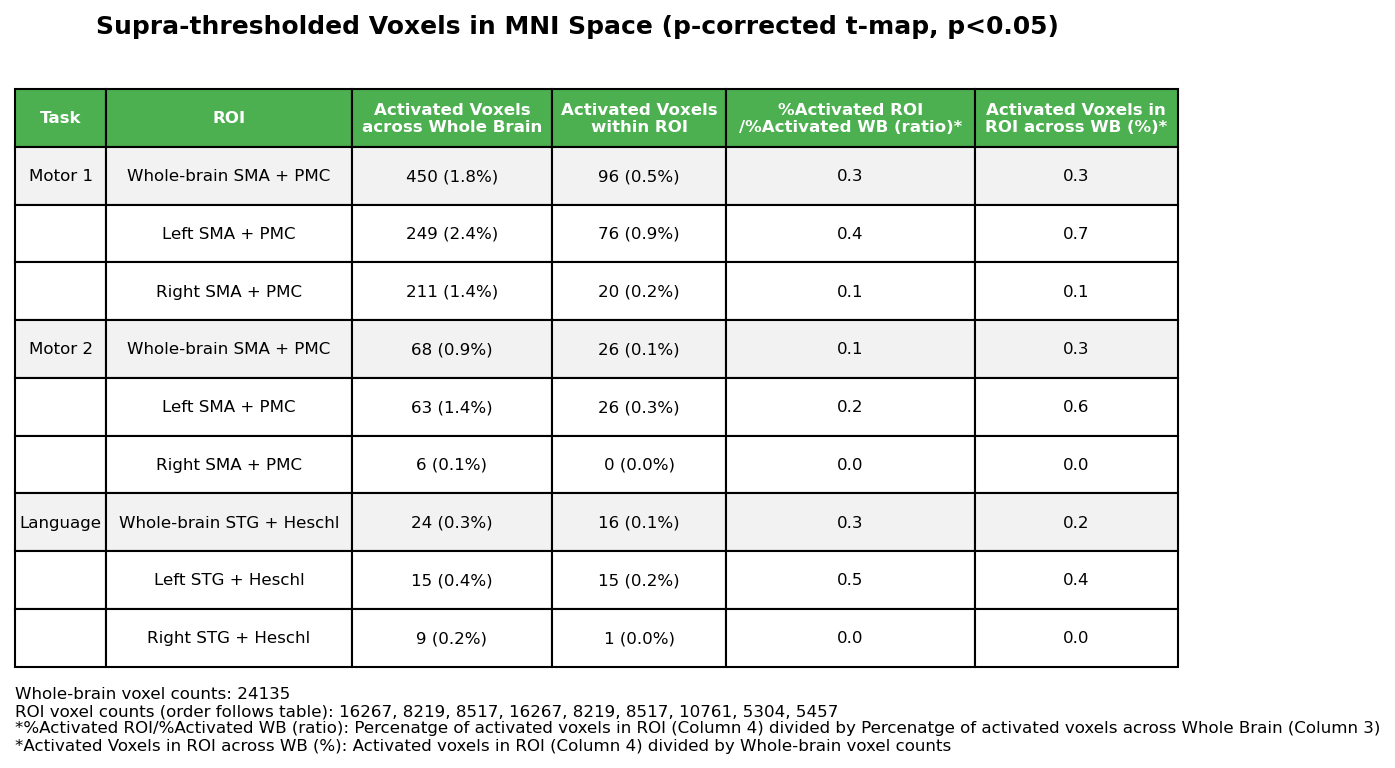 Supra-thresholded Voxels in MNI Space (p-corrected t-map, p<0.05)
Task ROI Activated Voxels across Whole Brain Activated Voxels within ROI %Activated ROI /%Activated WB (ratio)* Activated Voxels in ROI across WB (%)*
Motor 1 Whole-brain SMA + PMC 450 (1.8%) 96 (0.5%) 0.3 0.3
Left SMA + PMC 249 (2.4%) 76 (0.9%) 0.4 0.7
Right SMA + PMC 211 (1.4%) 20 (0.2%) 0.1 0.1
Motor 2 Whole-brain SMA + PMC 68 (0.9%) 26 (0.1%) 0.1 0.3
Left SMA + PMC 63 (1.4%) 26 (0.3%) 0.2 0.6
Right SMA + PMC 6 (0.1%) 0 (0.0%) 0.0 0.0
Language Whole-brain STG + Heschl 24 (0.3%) 16 (0.1%) 0.3 0.2
Left STG + Heschl 15 (0.4%) 15 (0.2%) 0.5 0.4
Right STG + Heschl 9 (0.2%) 1 (0.0%) 0.0 0.0
Whole-brain voxel counts: 24135
ROI voxel counts (order follows table): 16267, 8219, 8517, 16267, 8219, 8517, 10761, 5304, 5457
*%Activated ROI/%Activated WB (ratio): Percenatge of activated voxels in ROI (Column 4) divided by Percenatge of activated voxels across Whole Brain (Column 3)
*Activated Voxels in ROI across WB (%): Activated voxels in ROI (Column 4) divided by Whole-brain voxel counts